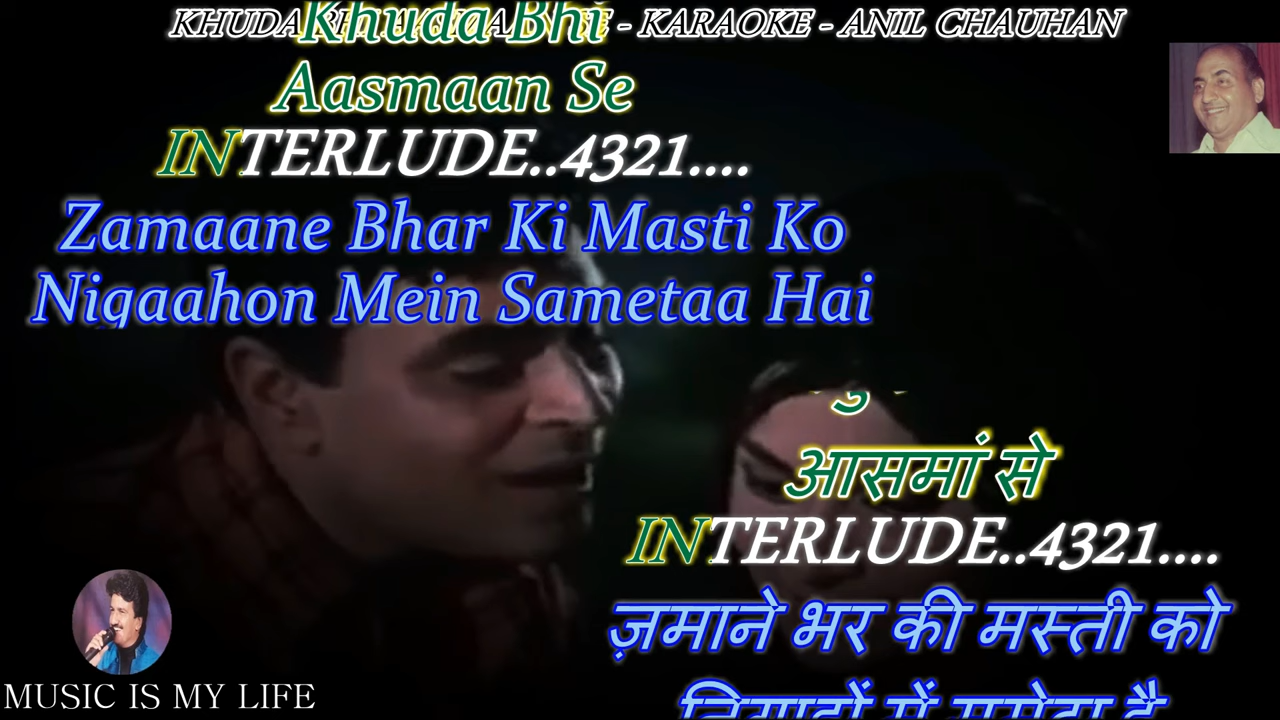 KHUDA - KARAOKE - ANIL CHAUHAN
Khuda Bhi
Aasmaan Se
INTERLUDE..4321....
Zamaane Bhar Ki Masti Ko
Nigaahon Mein Sametaa Hai
आसमां से
INTERLUDE..4321....
ज़माने भर की मस्ती को
निगाहों में समेटा है
MUSIC IS MY LIFE